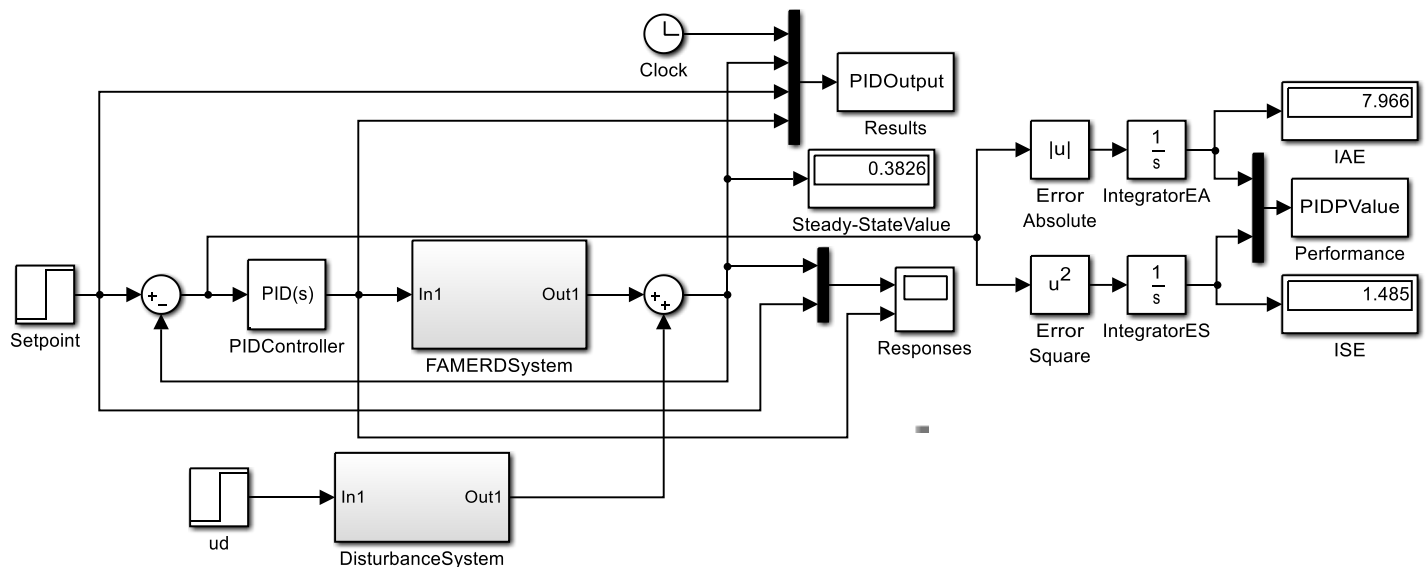 Clock
PIDOutput
Results
0.3826
Steady-StateValue
|u|
Error
Absolute
1
s
IntegratorEA
7.966
IAE
PIDPValue
Performance
u²
Error
Square
1
s
IntegratorES
1.485
ISE
Setpoint
+
−
PID(s)
PIDController
In1
Out1
FAMERDSystem
+
+
Responses
ud
In1
Out1
DisturbanceSystem